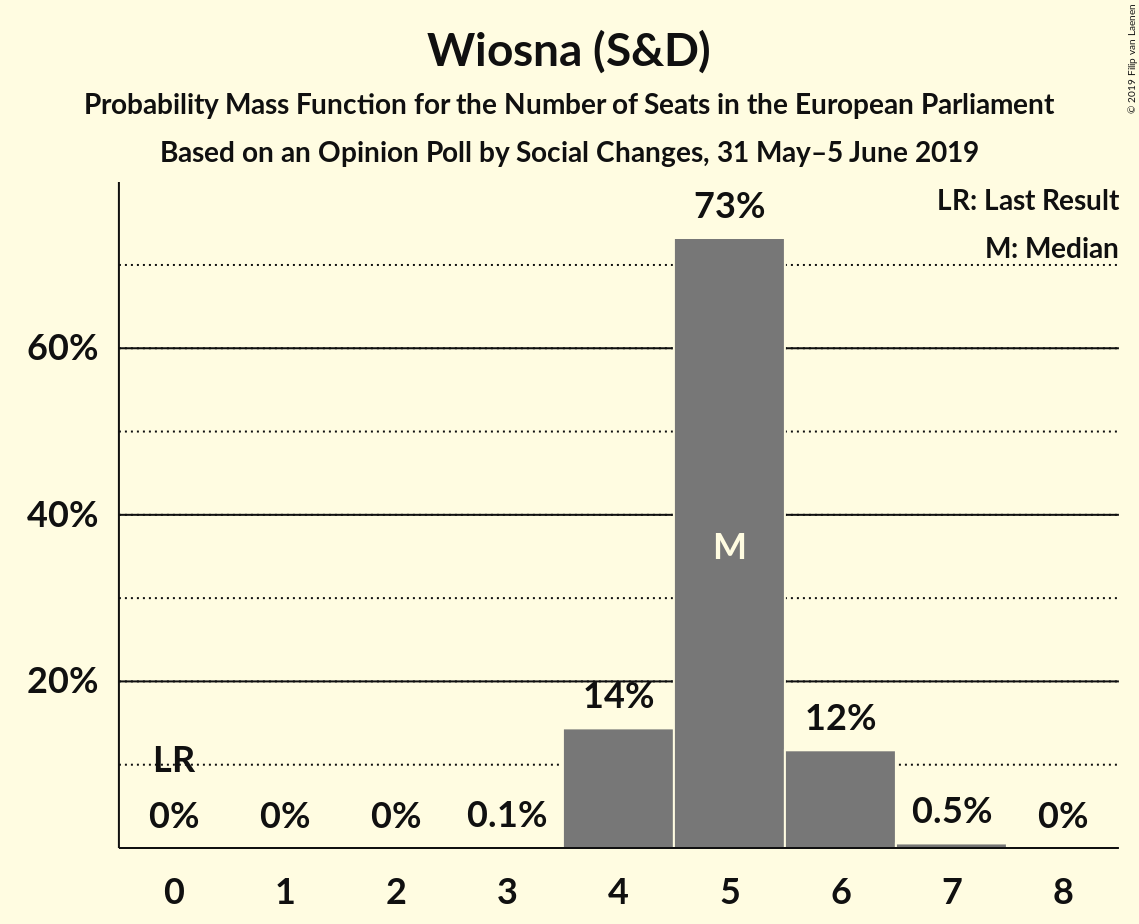 Wiosna (S&D)
Probability Mass Function for the Number of Seats in the European Parliament
Based on an Opinion Poll by Social Changes, 31 May–5 June 2019
© 2019 Filip van Laenen
LR: Last Result
M: Median
73%
60%
40%
M
20%
14%
12%
LR
0%
0%
0%
0.1%
0.5%
0%
0 1 2 3 4 5 6 7 8